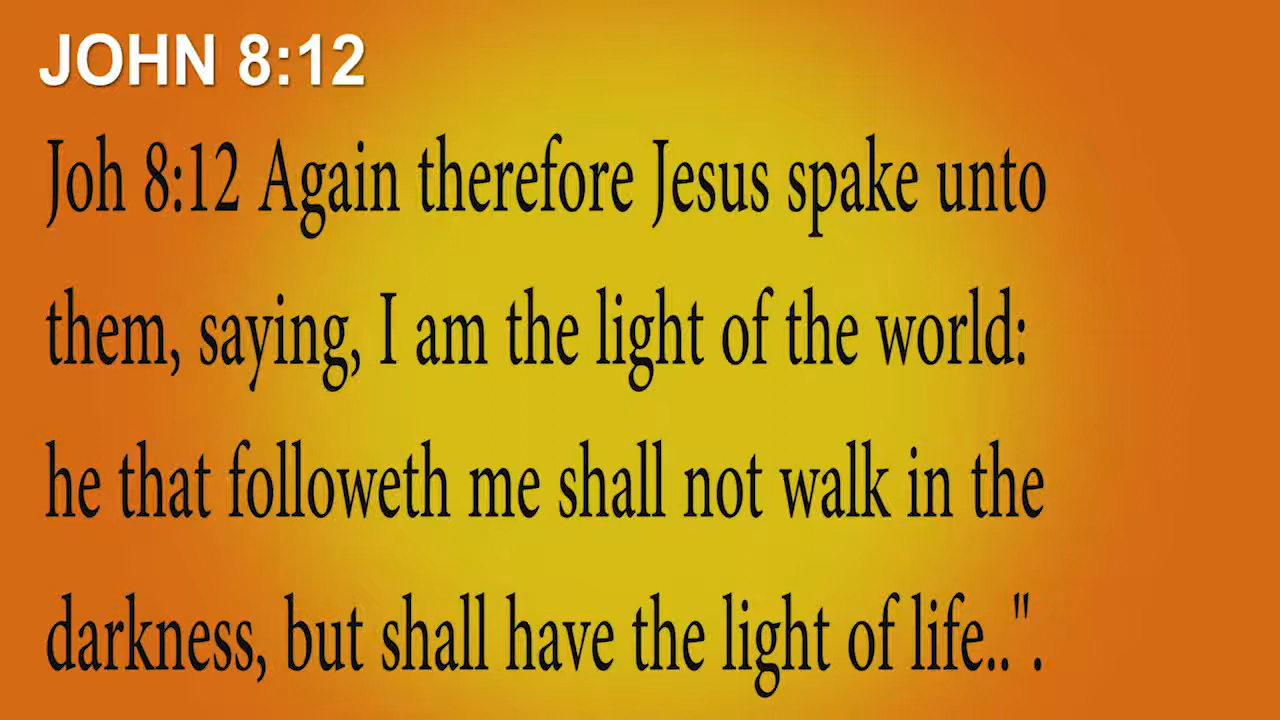 JOHN 8:12
Joh 8:12 Again therefore Jesus spake unto
them, saying, I am the light of the world:
he that followeth me shall not walk in the
darkness, but shall have the light of life..".